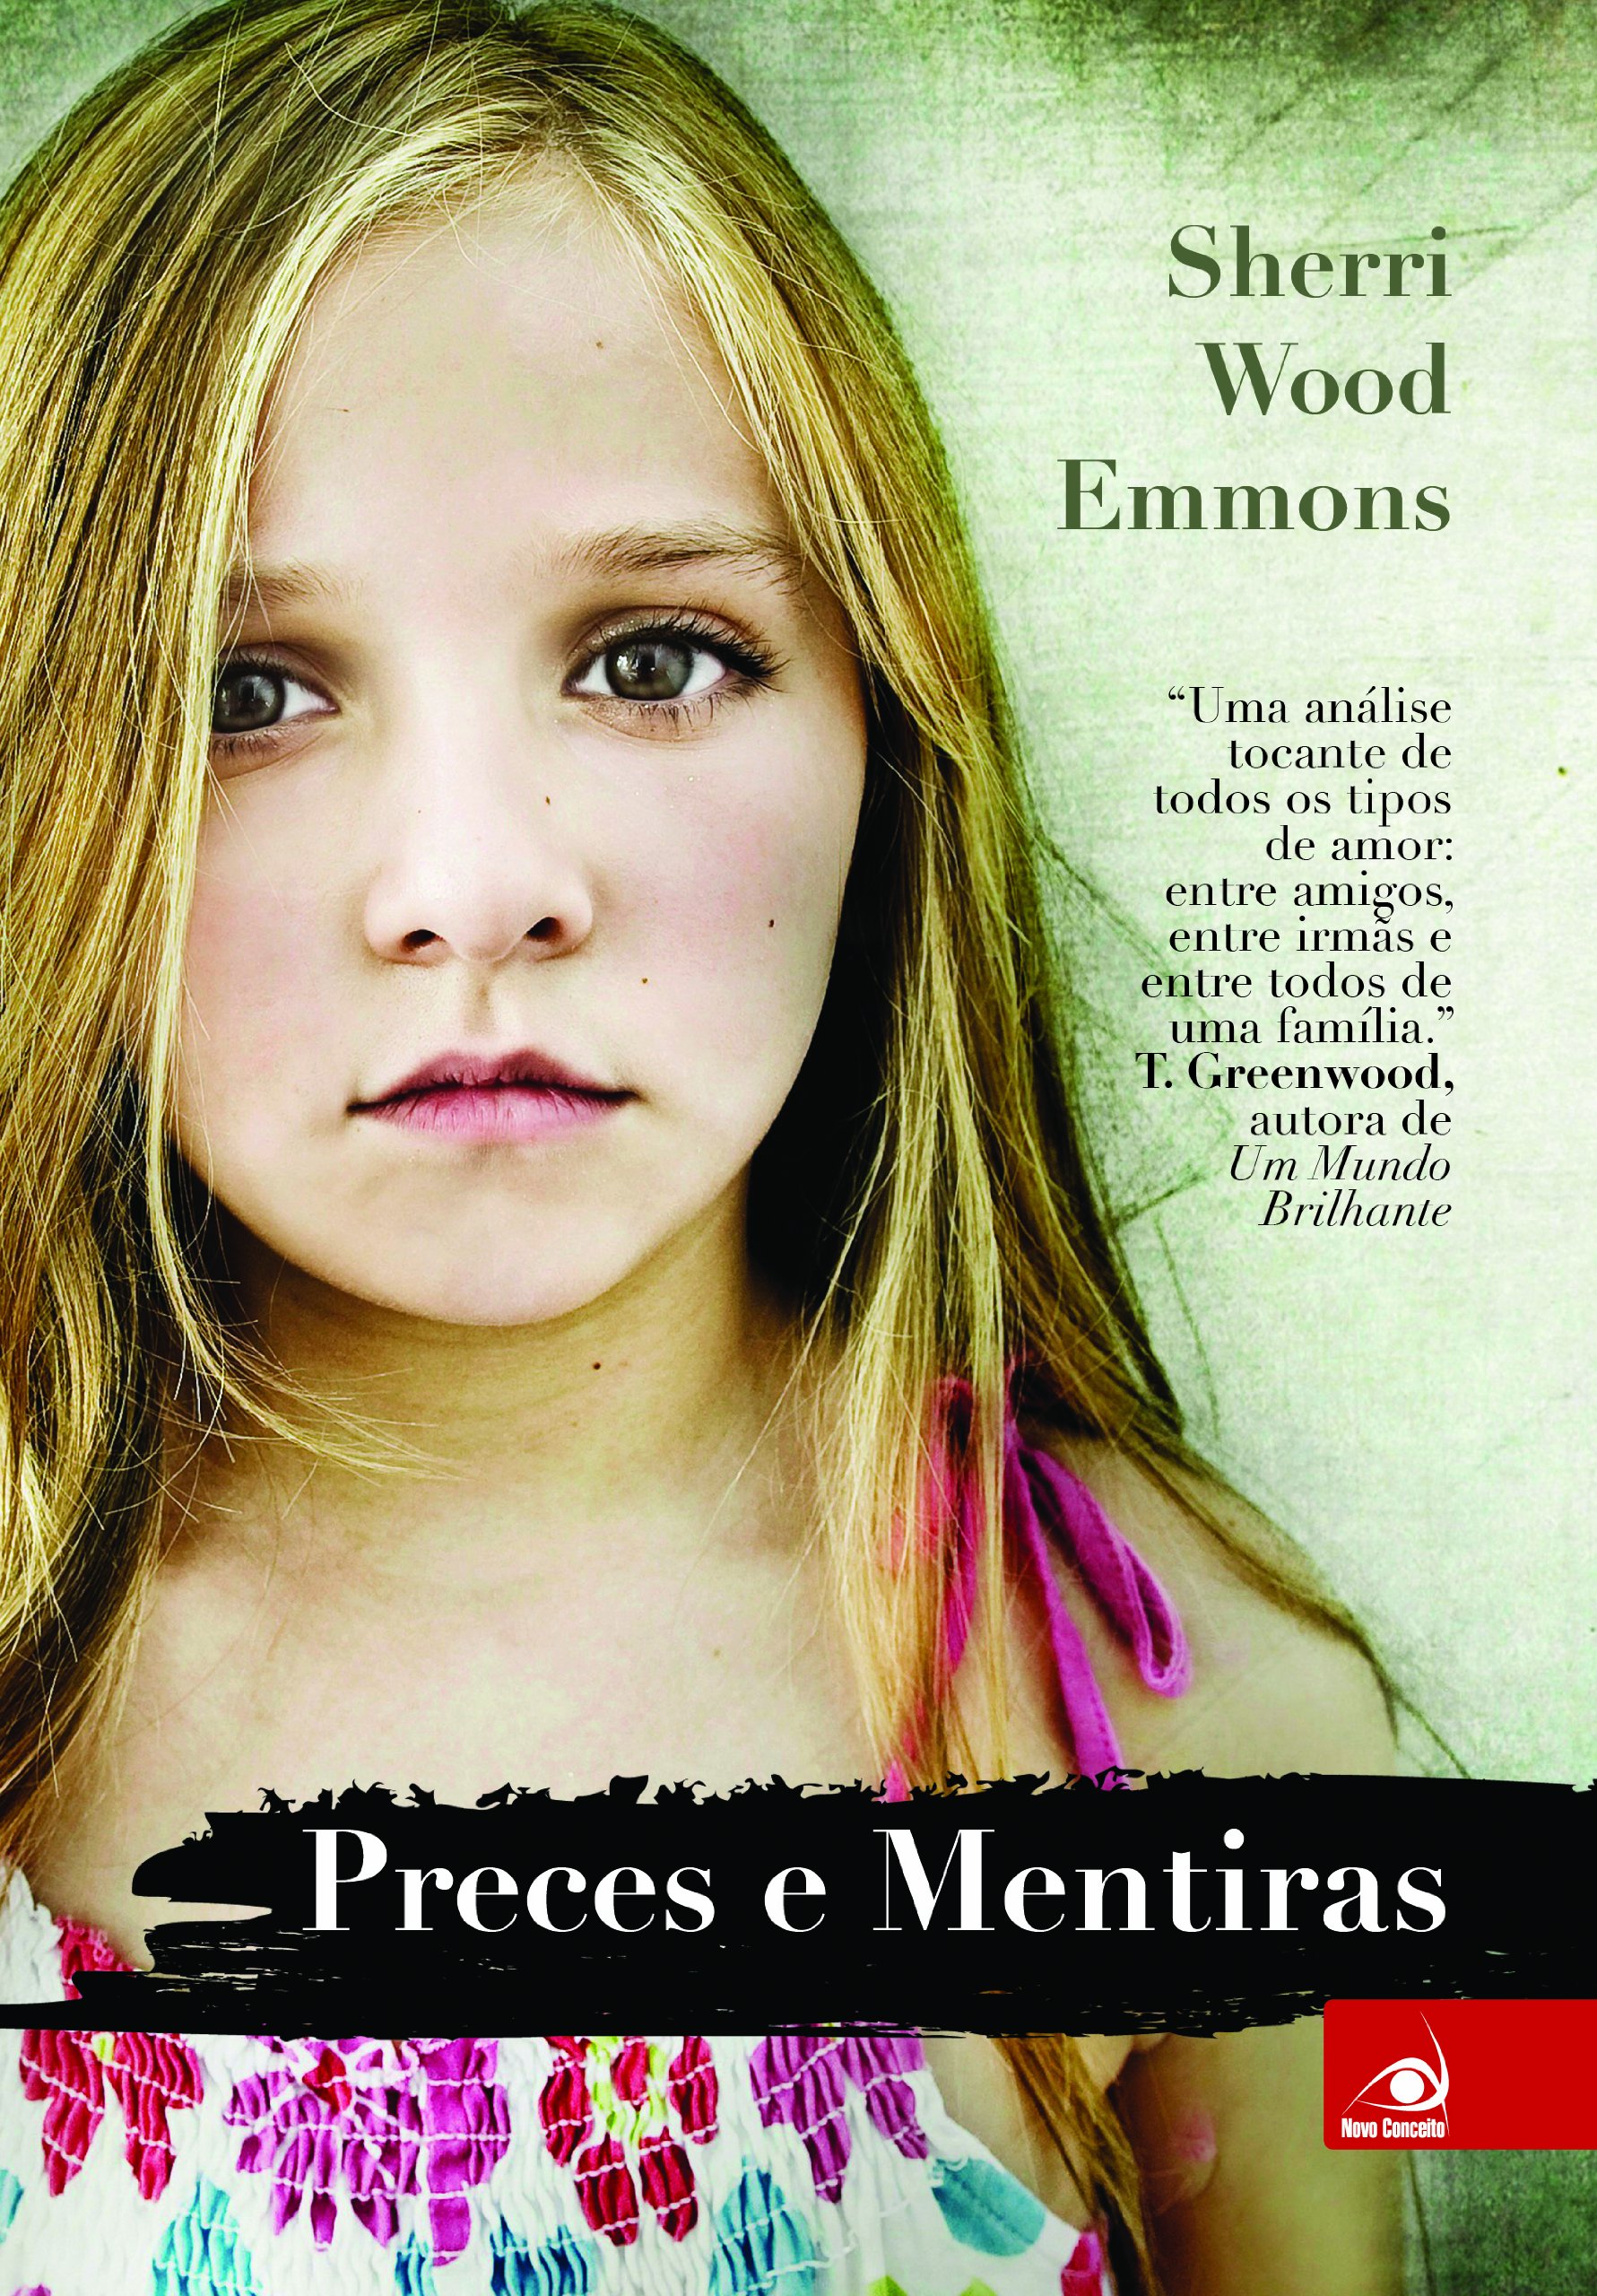 Sherri
Wood
Emmons
“Uma análise
tocante de
todos os tipos
de amor:
entre amigos,
entre irmãs e
entre todos de
uma família.”
T. Greenwood,
autora de
Um Mundo
Brilhante
Preces e Mentiras
Novo Conceito